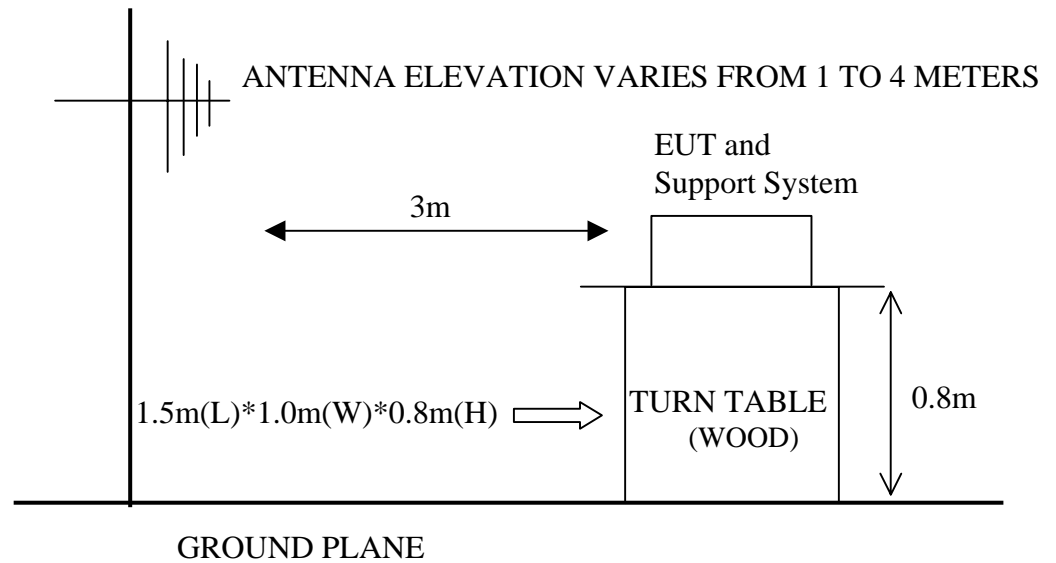 ANTENNA ELEVATION VARIES FROM 1 TO 4 METERS
EUT and
Support System
3m
1.5m(L)*1.0m(W)*0.8m(H)
TURN TABLE
(WOOD)
0.8m
GROUND PLANE